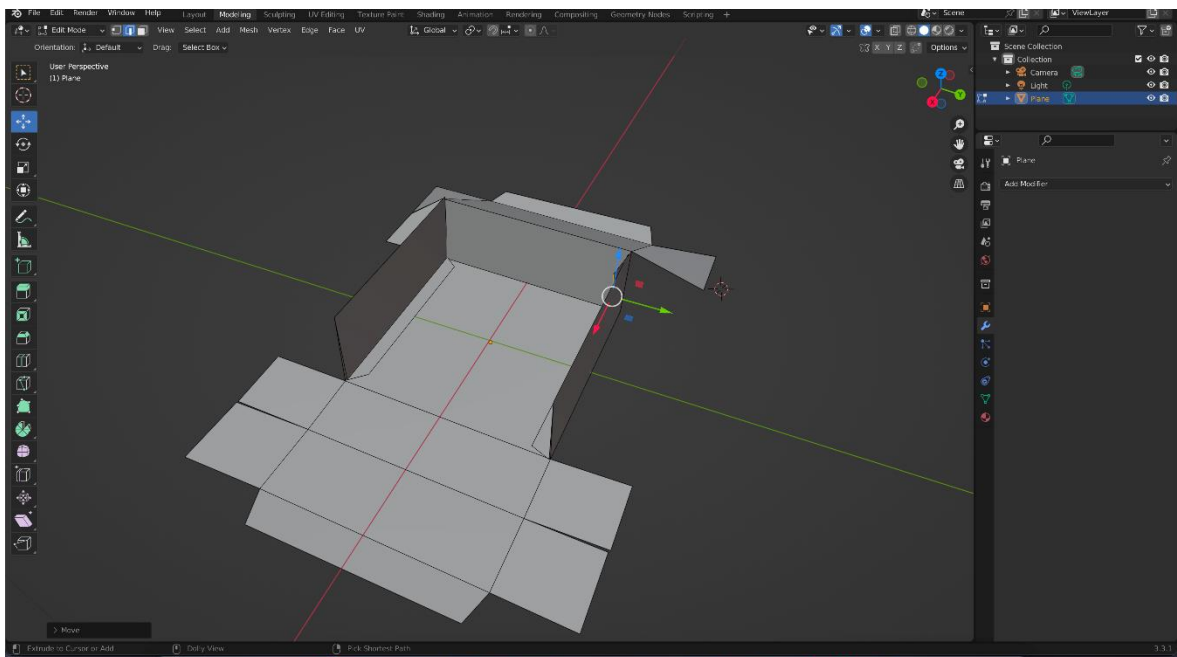 File Edit Render Window Help Layout Modeling Sculpting UV Editing Texture Paint Shading Animation Rendering Compositing Geometry Nodes Scripting + Scene ViewLayer
Edit Mode View Select Add Mesh Vertex Edge Face UV Global
Orientation: Default Drag: Select Box X Y Z Options
User Perspective
(1) Plane
Z
Y
X
Scene Collection
Collection
Camera
Light
Plane
Plane
Add Modifier
> Move
Extrude to Cursor or Add Dolly View Pick Shortest Path 3.3.1